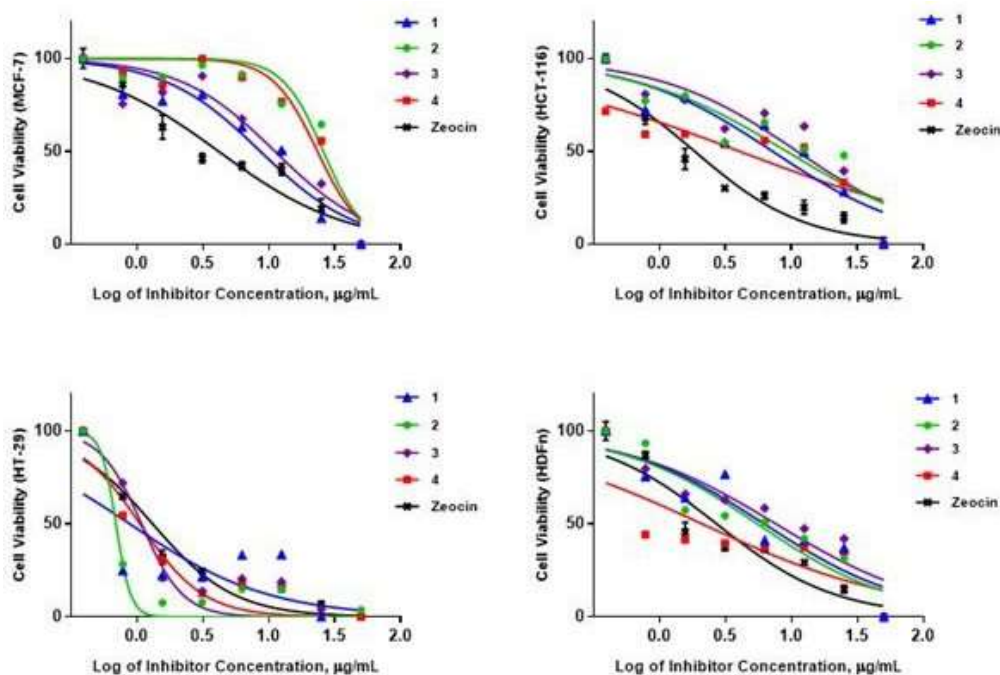 Cell Viability (MCF-7)
100
50
0
0.0 0.5 1.0 1.5 2.0
Log of Inhibitor Concentration, µg/mL
1
2
3
4
Zeocin
Cell Viability (HCT-116)
100
50
0
0.0 0.5 1.0 1.5 2.0
Log of Inhibitor Concentration, µg/mL
1
2
3
4
Zeocin
Cell Viability (HT-29)
100
50
0
0.0 0.5 1.0 1.5 2.0
Log of Inhibitor Concentration, µg/mL
1
2
3
4
Zeocin
Cell Viability (HDFn)
100
50
0
0.0 0.5 1.0 1.5 2.0
Log of Inhibitor Concentration, µg/mL
1
2
3
4
Zeocin